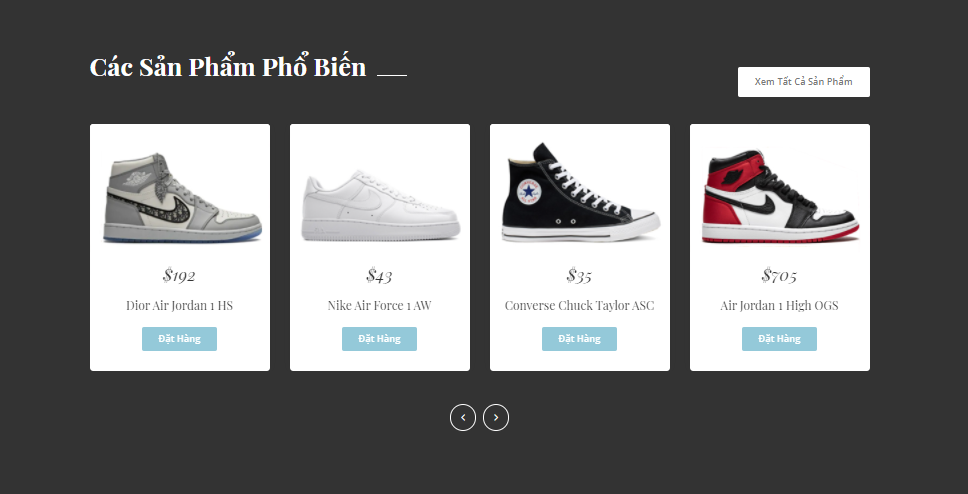 Các Sản Phẩm Phổ Biến
Xem Tất Cả Sản Phẩm
$192
Dior Air Jordan 1 HS
Đặt Hàng
$43
Nike Air Force 1 AW
Đặt Hàng
$35
Converse Chuck Taylor ASC
Đặt Hàng
$705
Air Jordan 1 High OGS
Đặt Hàng